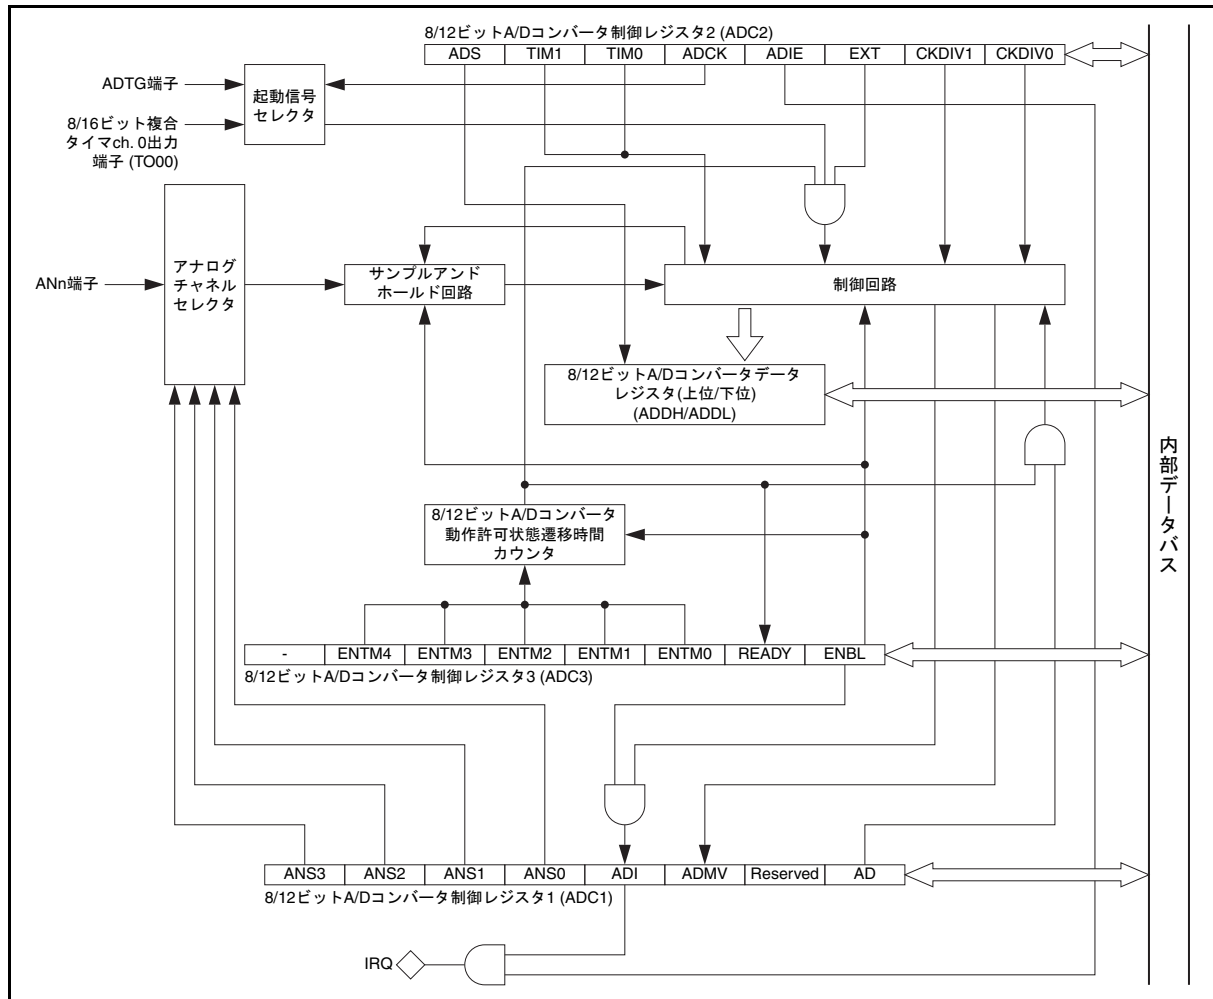 8/12ビットA/Dコンバータ制御レジスタ2 (ADC2)
ADS TIM1 TIM0 ADCK ADIE EXT CKDIV1 CKDIV0
ADTG端子
起動信号
セレクタ
8/16ビット複合
タイマch. 0出力
端子 (TO00)
ANn端子
アナログ
チャネル
セレクタ
サンプルアンド
ホールド回路
制御回路
8/12ビットA/Dコンバータデータ
レジスタ(上位/下位)
(ADDH/ADDL)
内部データバス
8/12ビットA/Dコンバータ
動作許可状態遷移時間
カウンタ
- ENTM4 ENTM3 ENTM2 ENTM1 ENTM0 READY ENBL
8/12ビットA/Dコンバータ制御レジスタ3 (ADC3)
ANS3 ANS2 ANS1 ANS0 ADI ADMV Reserved AD
8/12ビットA/Dコンバータ制御レジスタ1 (ADC1)
IRQ